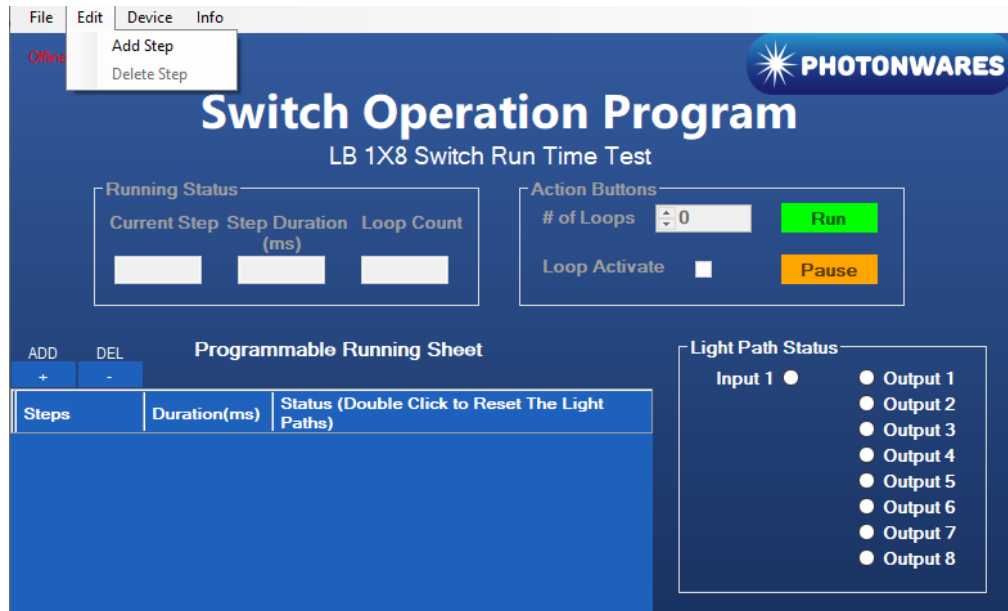 File Edit Device Info
Add Step
Delete Step
PHOTONWARES
Switch Operation Program
LB 1X8 Switch Run Time Test
Running Status
Current Step Step Duration (ms) Loop Count
Action Buttons
# of Loops 0 Run
Loop Activate Pause
ADD DEL Programmable Running Sheet
+ -
Steps Duration(ms) Status (Double Click to Reset The Light
Paths)
Light Path Status
Input 1 Output 1
Output 2
Output 3
Output 4
Output 5
Output 6
Output 7
Output 8